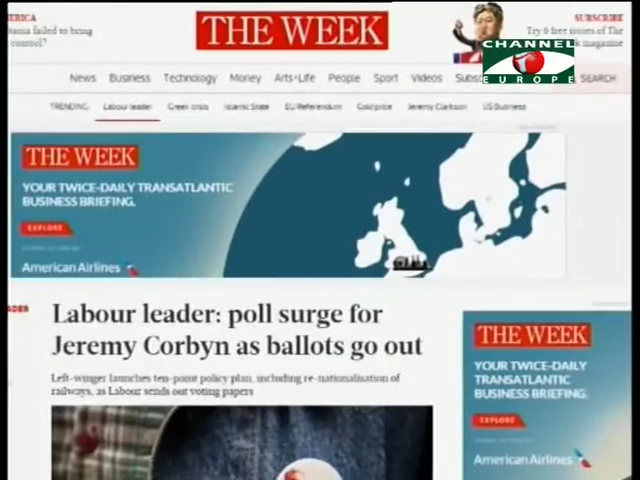 ERICA
ama failed to bring
control?
THE WEEK
SUBSCRIBE
Try 6 free issues of The
k magazine
CHANNEL
i
EUROPE
News Business Technology Money Arts+Life People Sport Videos Subsc SEARCH
TRENDING: Labour leader Greek crisis Islamic State EU Referendum Gold price Jeremy Clarkson US Business
THE WEEK
YOUR TWICE-DAILY TRANSATLANTIC
BUSINESS BRIEFING.
EXPLORE
American Airlines
ADER
Labour leader: poll surge for
Jeremy Corbyn as ballots go out
Left-winger launches ten-point policy plan, including re-nationalisation of
railways, as Labour sends out voting papers
THE WEEK
YOUR TWICE-DAILY
TRANSATLANTIC
BUSINESS BRIEFING.
EXPLORE
American Airlines